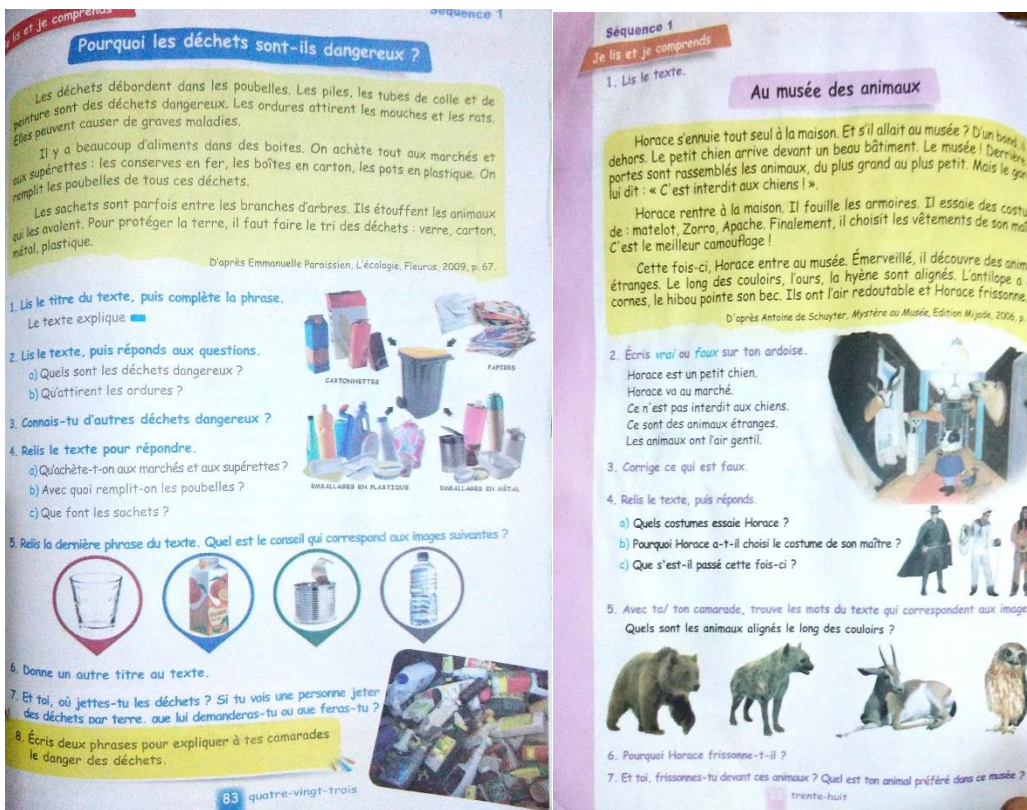 Séquence 1
Je lis et je comprends
Pourquoi les déchets sont-ils dangereux ?
Les déchets débordent dans les poubelles. Les piles, les tubes de colle et de
peinture sont des déchets dangereux. Les ordures attirent les mouches et les rats.
Elles peuvent causer de graves maladies.
Il y a beaucoup d'aliments dans des boites. On achète tout aux marchés et
aux supérettes : les conserves en fer, les boîtes en carton, les pots en plastique. On
remplit les poubelles de tous ces déchets.
Les sachets sont parfois entre les branches d'arbres. Ils étouffent les animaux
qui les avalent. Pour protéger la terre, il faut faire le tri des déchets : verre, carton,
métal, plastique.
D'après Emmanuelle Paroissien, L'écologie, Fleurus, 2009, p. 67.
1. Lis le titre du texte, puis complète la phrase.
Le texte explique
2. Lis le texte, puis réponds aux questions.
a) Quels sont les déchets dangereux ?
b) Qu'attirent les ordures ?
3. Connais-tu d'autres déchets dangereux ?
4. Relis le texte pour répondre.
a) Qu'achète-t-on aux marchés et aux supérettes ?
b) Avec quoi remplit-on les poubelles ?
c) Que font les sachets ?
CARTONNETTES
PAPIERS
EMBALLAGES EN PLASTIQUE
EMBALLAGES EN MÉTAL
5. Relis la dernière phrase du texte. Quel est le conseil qui correspond aux images suivantes ?
6. Donne un autre titre au texte.
7. Et toi, où jettes-tu les déchets ? Si tu vois une personne jeter
des déchets par terre, que lui demanderas-tu ou que feras-tu ?
8. Écris deux phrases pour expliquer à tes camarades
le danger des déchets.
83 quatre-vingt-trois
Séquence 1
Je lis et je comprends
1. Lis le texte.
Au musée des animaux
Horace s'ennuie tout seul à la maison. Et s'il allait au musée ? D'un bond,
dehors. Le petit chien arrive devant un beau bâtiment. Le musée ! Derrière
portes sont rassemblés les animaux, du plus grand au plus petit. Mais le
lui dit : « C'est interdit aux chiens ! ».
Horace rentre à la maison. Il fouille les armoires. Il essaie des
de : matelot, Zorro, Apache. Finalement, il choisit les vêtements de son
C'est le meilleur camouflage !
Cette fois-ci, Horace entre au musée. Émerveillé, il découvre des
étranges. Le long des couloirs, l'ours, la hyène sont alignés. L'antilope a
cornes, le hibou pointe son bec. Ils ont l'air redoutable et Horace frissonne
D'après Antoine de Schuyter, Mystère au Musée, Edition Mijade, 2006, p.
2. Écris vrai ou faux sur ton ardoise.
Horace est un petit chien.
Horace va au marché.
Ce n'est pas interdit aux chiens.
Ce sont des animaux étranges.
Les animaux ont l'air gentil.
3. Corrige ce qui est faux.
4. Relis le texte, puis réponds.
a) Quels costumes essaie Horace ?
b) Pourquoi Horace a-t-il choisi le costume de son maître ?
c) Que s'est-il passé cette fois-ci ?
5. Avec ta/ ton camarade, trouve les mots du texte qui correspondent aux
Quels sont les animaux alignés le long des couloirs ?
6. Pourquoi Horace frissonne-t-il ?
7. Et toi, frissonnes-tu devant ces animaux ? Quel est ton animal préféré dans ce musée ?
38 trente-huit